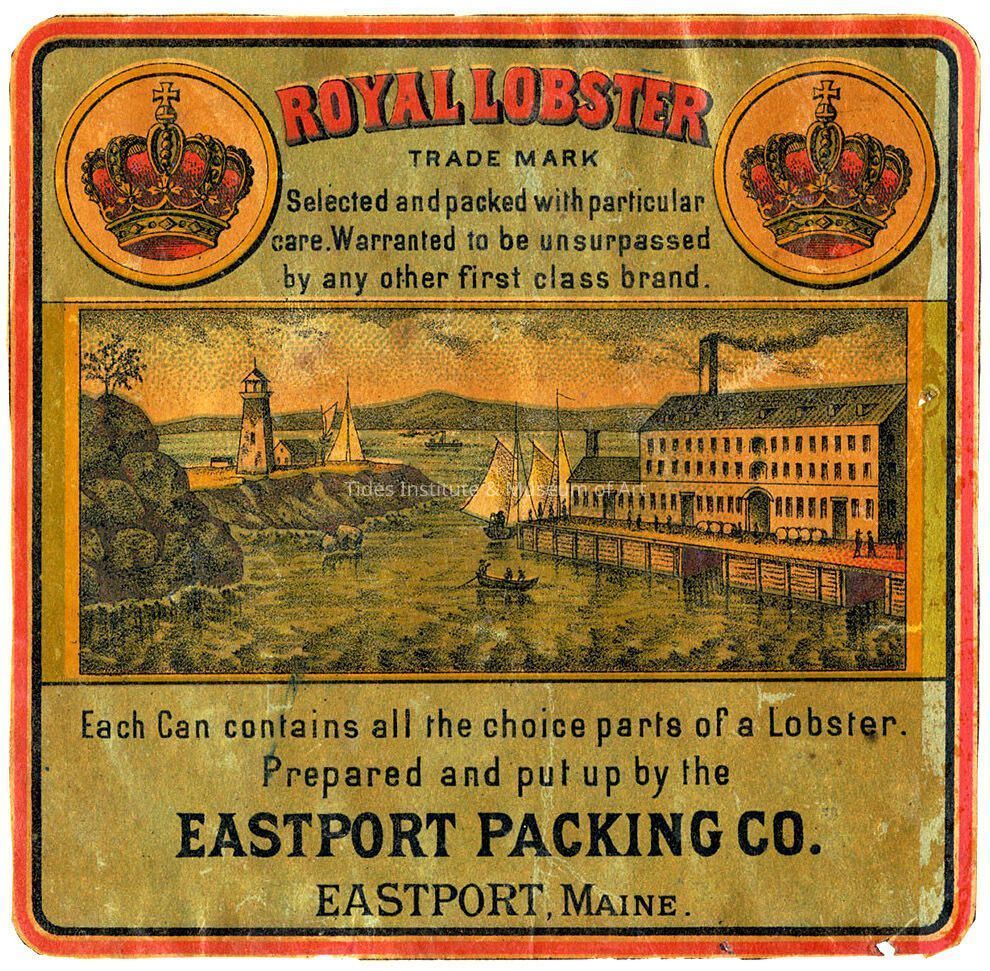 ROYAL LOBSTER
TRADE MARK
Selected and packed with particular
care. Warranted to be unsurpassed
by any other first class brand.
Tides Institute & Museum of Art
Each Can contains all the choice parts of a Lobster.
Prepared and put up by the
EASTPORT PACKING CO.
EASTPORT, MAINE.